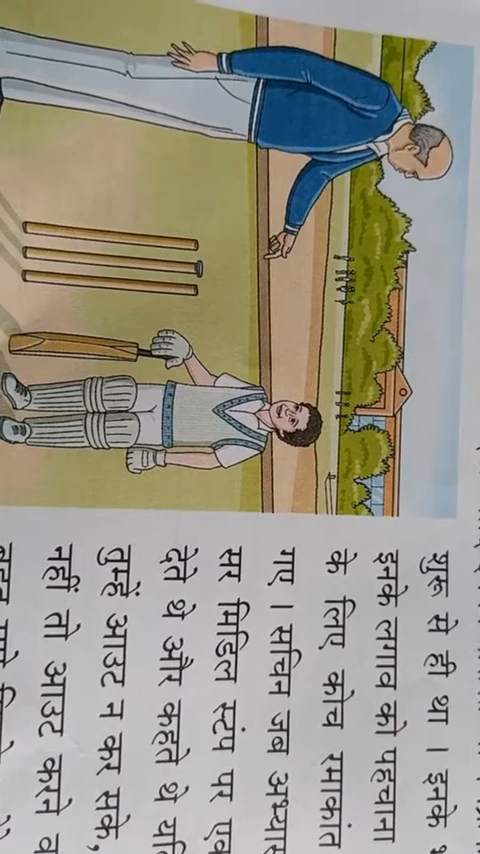 शुरू से ही था । इनके
इनके लगाव को पहचाना
के लिए कोच रमाकांत
गए । सचिन जब अभ्यास
सर मिडिल स्टंप पर एक
देते थे और कहते थे यदि
तुम्हें आउट न कर सके,
नहीं तो आउट करने व